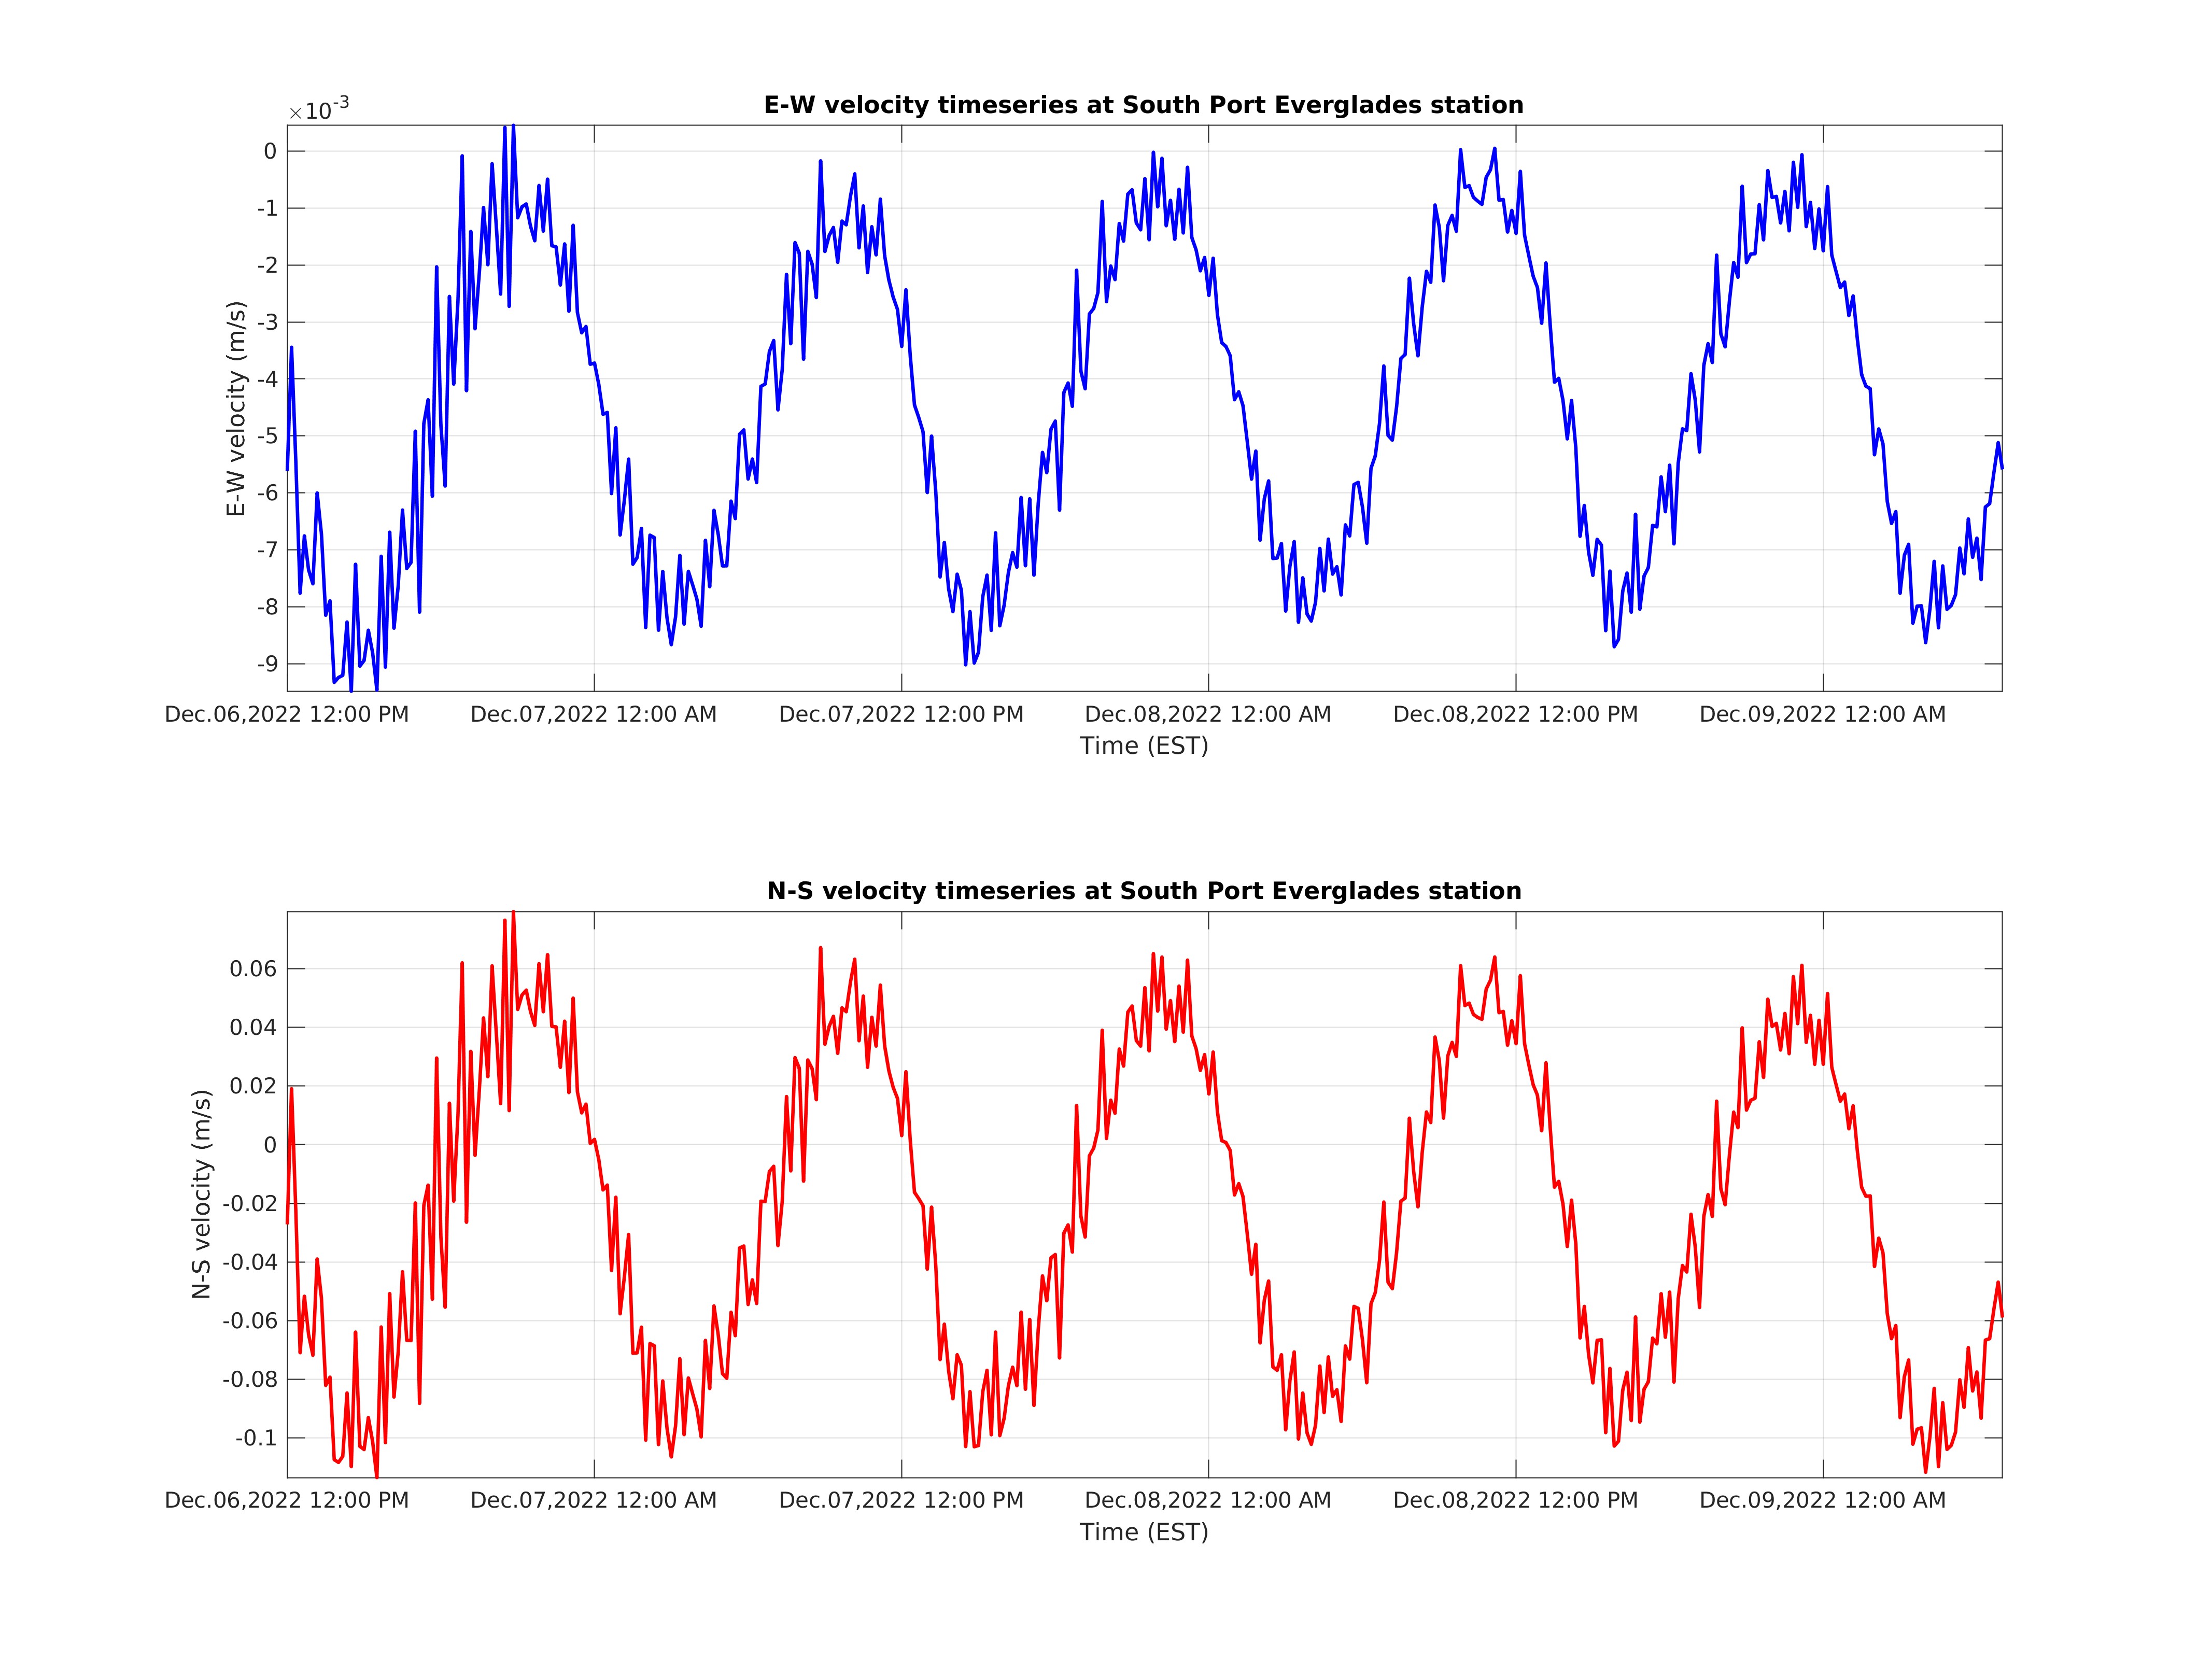 ×10-3
E-W velocity timeseries at South Port Everglades station
0
-1
-2
-3
-4
-5
-6
-7
-8
-9
E-W velocity (m/s)
Dec.06,2022 12:00 PM
Dec.07,2022 12:00 AM
Dec.07,2022 12:00 PM
Dec.08,2022 12:00 AM
Dec.08,2022 12:00 PM
Dec.09,2022 12:00 AM
Time (EST)
N-S velocity timeseries at South Port Everglades station
0.06
0.04
0.02
0
-0.02
-0.04
-0.06
-0.08
-0.1
N-S velocity (m/s)
Dec.06,2022 12:00 PM
Dec.07,2022 12:00 AM
Dec.07,2022 12:00 PM
Dec.08,2022 12:00 AM
Dec.08,2022 12:00 PM
Dec.09,2022 12:00 AM
Time (EST)